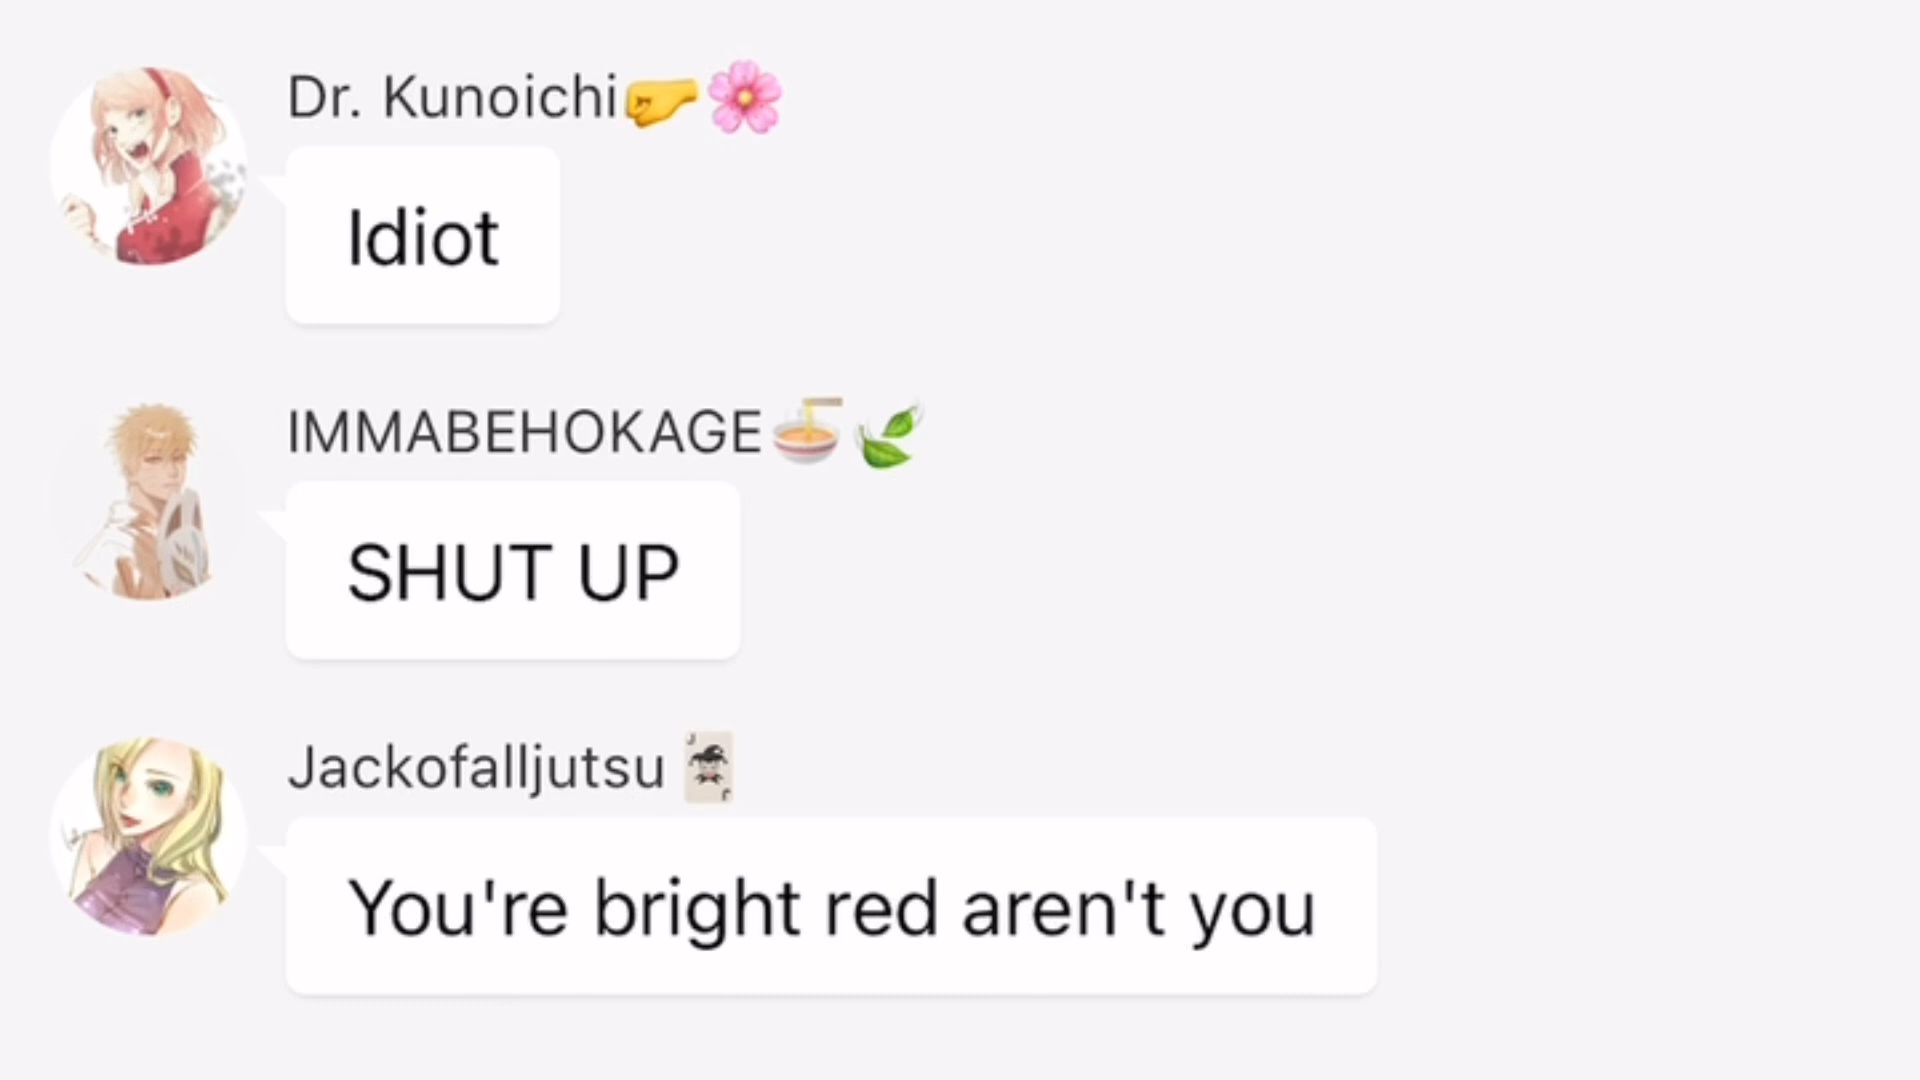 Dr. Kunoichi🤛🌸
Idiot
IMMABEHOKAGE🍜🍃
SHUT UP
Jackofalljutsu🃏
You're bright red aren't you